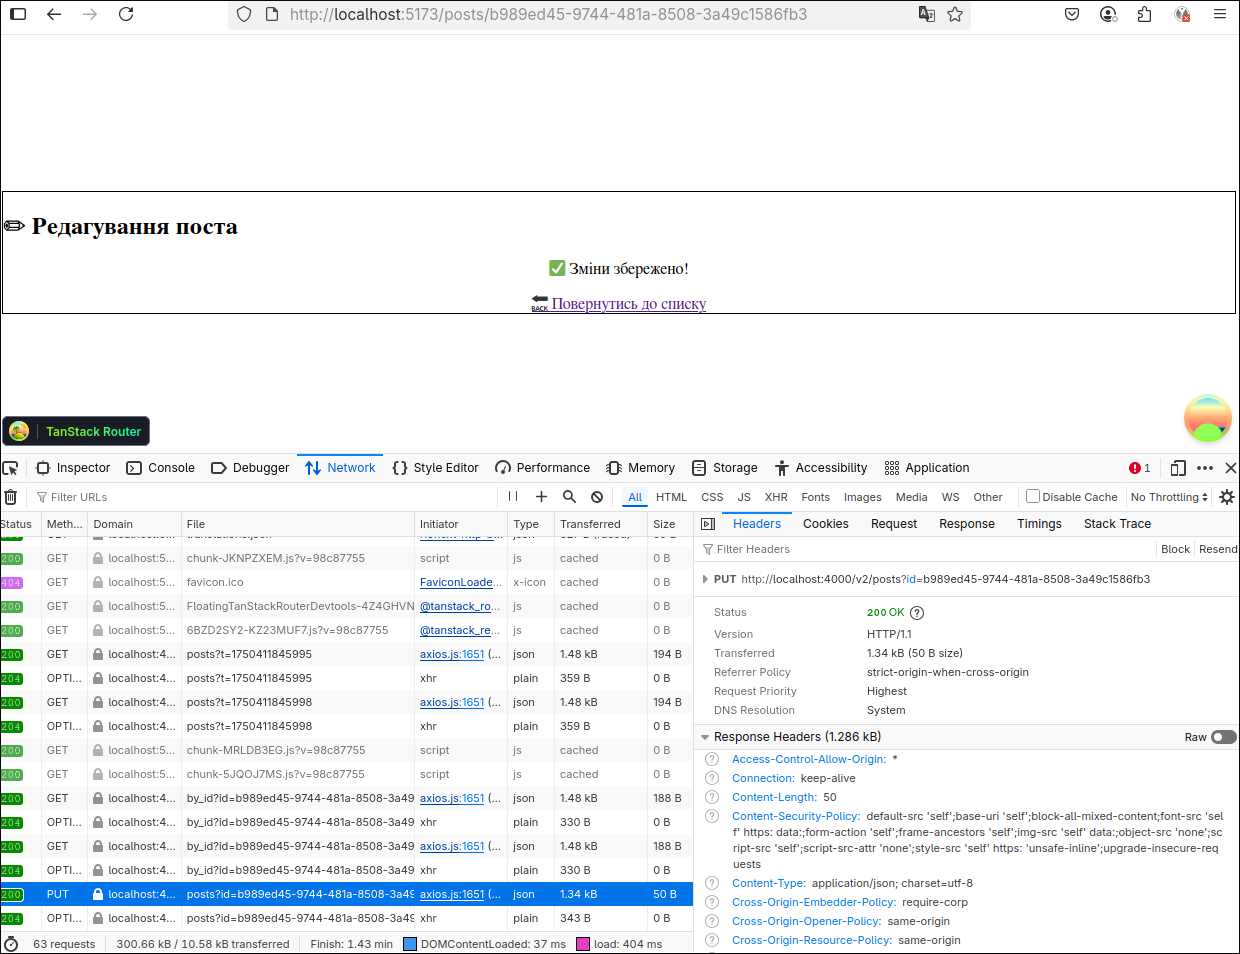 http://localhost:5173/posts/b989ed45-9744-481a-8508-3a49c1586fb3
✏ Редагування поста
✅ Зміни збережено!
BACK Повернутись до списку
TanStack Router
Inspector Console Debugger Network Style Editor Performance Memory Storage Accessibility Application 1
Filter URLs All HTML CSS JS XHR Fonts Images Media WS Other Disable Cache No Throttling
Status Meth... Domain File Initiator Type Transferred Size
200 GET localhost:5... chunk-JKNPZXEM.js?v=98c87755 script js cached 0 B
404 GET localhost:5... favicon.ico FaviconLoade... x-icon cached 0 B
200 GET localhost:5... FloatingTanStackRouterDevtools-4Z4GHVN @tanstack_ro... js cached 0 B
200 GET localhost:5... 6BZD2SY2-KZ23MUF7.js?v=98c87755 @tanstack_re... js cached 0 B
200 GET localhost:4... posts?t=1750411845995 axios.js:1651 (... json 1.48 kB 194 B
204 OPTI... localhost:4... posts?t=1750411845995 xhr plain 359 B 0 B
200 GET localhost:4... posts?t=1750411845998 axios.js:1651 (... json 1.48 kB 194 B
204 OPTI... localhost:4... posts?t=1750411845998 xhr plain 359 B 0 B
200 GET localhost:5... chunk-MRLDB3EG.js?v=98c87755 script js cached 0 B
200 GET localhost:5... chunk-5JQOJ7MS.js?v=98c87755 script js cached 0 B
200 GET localhost:4... by_id?id=b989ed45-9744-481a-8508-3a49 axios.js:1651 (... json 1.48 kB 188 B
204 OPTI... localhost:4... by_id?id=b989ed45-9744-481a-8508-3a49 xhr plain 330 B 0 B
200 GET localhost:4... by_id?id=b989ed45-9744-481a-8508-3a49 axios.js:1651 (... json 1.48 kB 188 B
204 OPTI... localhost:4... by_id?id=b989ed45-9744-481a-8508-3a49 xhr plain 330 B 0 B
200 PUT localhost:4... posts?id=b989ed45-9744-481a-8508-3a49 axios.js:1651 (... json 1.34 kB 50 B
204 OPTI... localhost:4... posts?id=b989ed45-9744-481a-8508-3a49 xhr plain 343 B 0 B
63 requests 300.66 kB / 10.58 kB transferred Finish: 1.43 min DOMContentLoaded: 37 ms load: 404 ms
Headers Cookies Request Response Timings Stack Trace
Filter Headers Block Resend
PUT http://localhost:4000/v2/posts?id=b989ed45-9744-481a-8508-3a49c1586fb3
Status 200 OK ?
Version HTTP/1.1
Transferred 1.34 kB (50 B size)
Referrer Policy strict-origin-when-cross-origin
Request Priority Highest
DNS Resolution System
Response Headers (1.286 kB) Raw
? Access-Control-Allow-Origin: *
? Connection: keep-alive
? Content-Length: 50
? Content-Security-Policy: default-src 'self';base-uri 'self';block-all-mixed-content;font-src 'sel
f' https: data:;form-action 'self';frame-ancestors 'self';img-src 'self' data:;object-src 'none';sc
ript-src 'self';script-src-attr 'none';style-src 'self' https: 'unsafe-inline';upgrade-insecure-req
uests
? Content-Type: application/json; charset=utf-8
? Cross-Origin-Embedder-Policy: require-corp
? Cross-Origin-Opener-Policy: same-origin
? Cross-Origin-Resource-Policy: same-origin